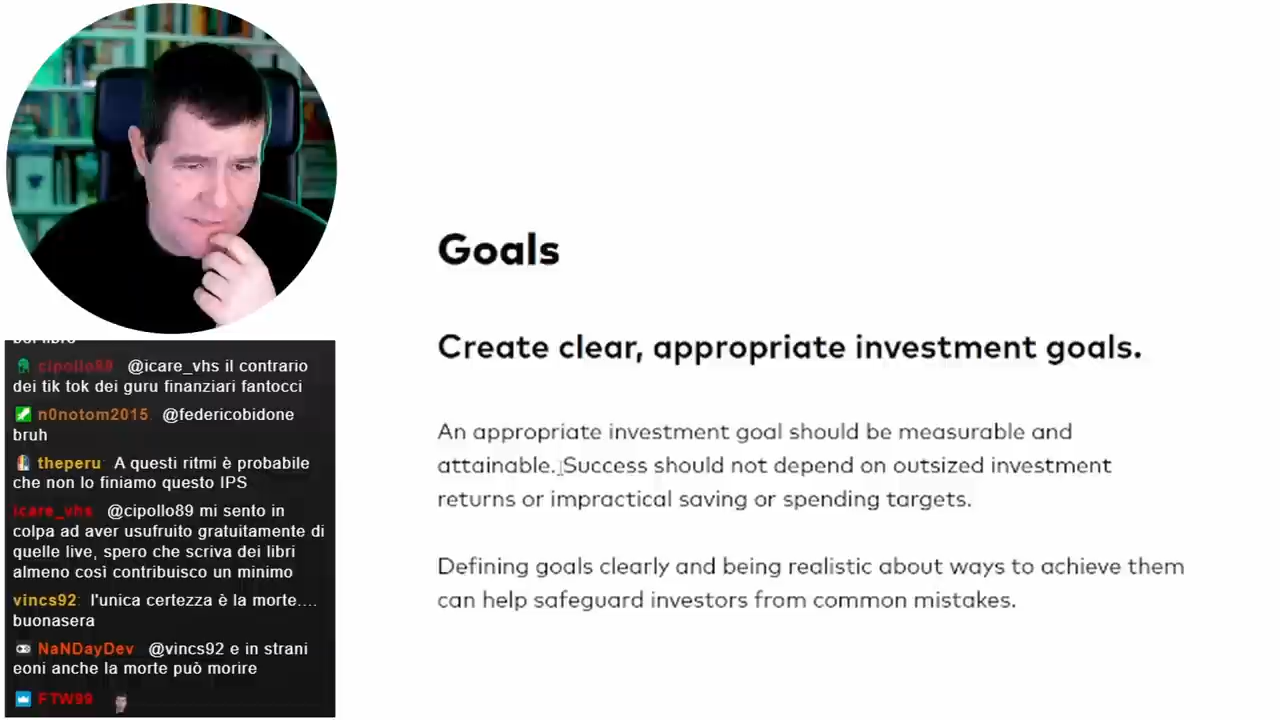 Goals
Create clear, appropriate investment goals.
An appropriate investment goal should be measurable and
attainable. Success should not depend on outsized investment
returns or impractical saving or spending targets.
Defining goals clearly and being realistic about ways to achieve them
can help safeguard investors from common mistakes.
cipollo89 @icare_vhs il contrario
dei tik tok dei guru finanziari fantocci
n0notom2015: @federicobidone
bruh
theperu: A questi ritmi è probabile
che non lo finiamo questo IPS
icare_vhs: @cipollo89 mi sento in
colpa ad aver usufruito gratuitamente di
quelle live, spero che scriva dei libri
almeno così contribuisco un minimo
vincs92: l'unica certezza è la morte....
buonasera
NaNDayDev @vincs92 e in strani
eoni anche la morte può morire
FTW99